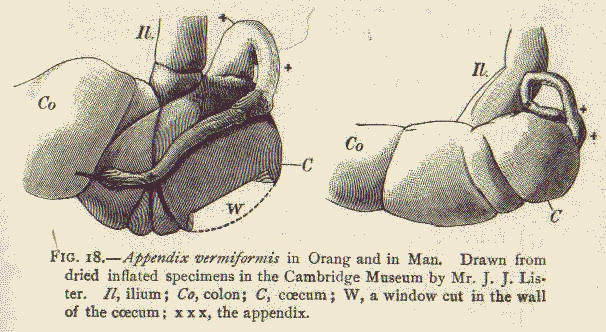 Il.
Co
C
W
Il.
Co
C
FIG. 18.—Appendix vermiformis in Orang and in Man. Drawn from
dried inflated specimens in the Cambridge Museum by Mr. J. J. Lis-
ter. Il, ilium; Co, colon; C, cœcum; W, a window cut in the wall
of the cœcum; x x x, the appendix.